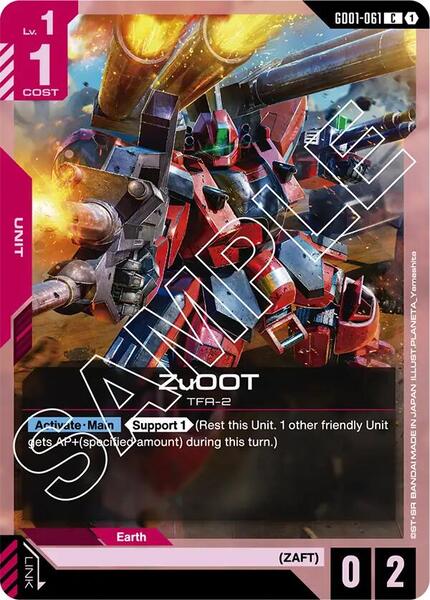 Lv. 1
1
COST
GD01-061 C 1
UNIT
SAMPLE
ZuOOT
TFA-2
Activate･Main Support 1 (Rest this Unit. 1 other friendly Unit
gets AP+(specified amount) during this turn.)
©ST･SR BANDAI MADE IN JAPAN ILLUST.PLANETA_Yamashita
Earth
LINK
(ZAFT)
0 2